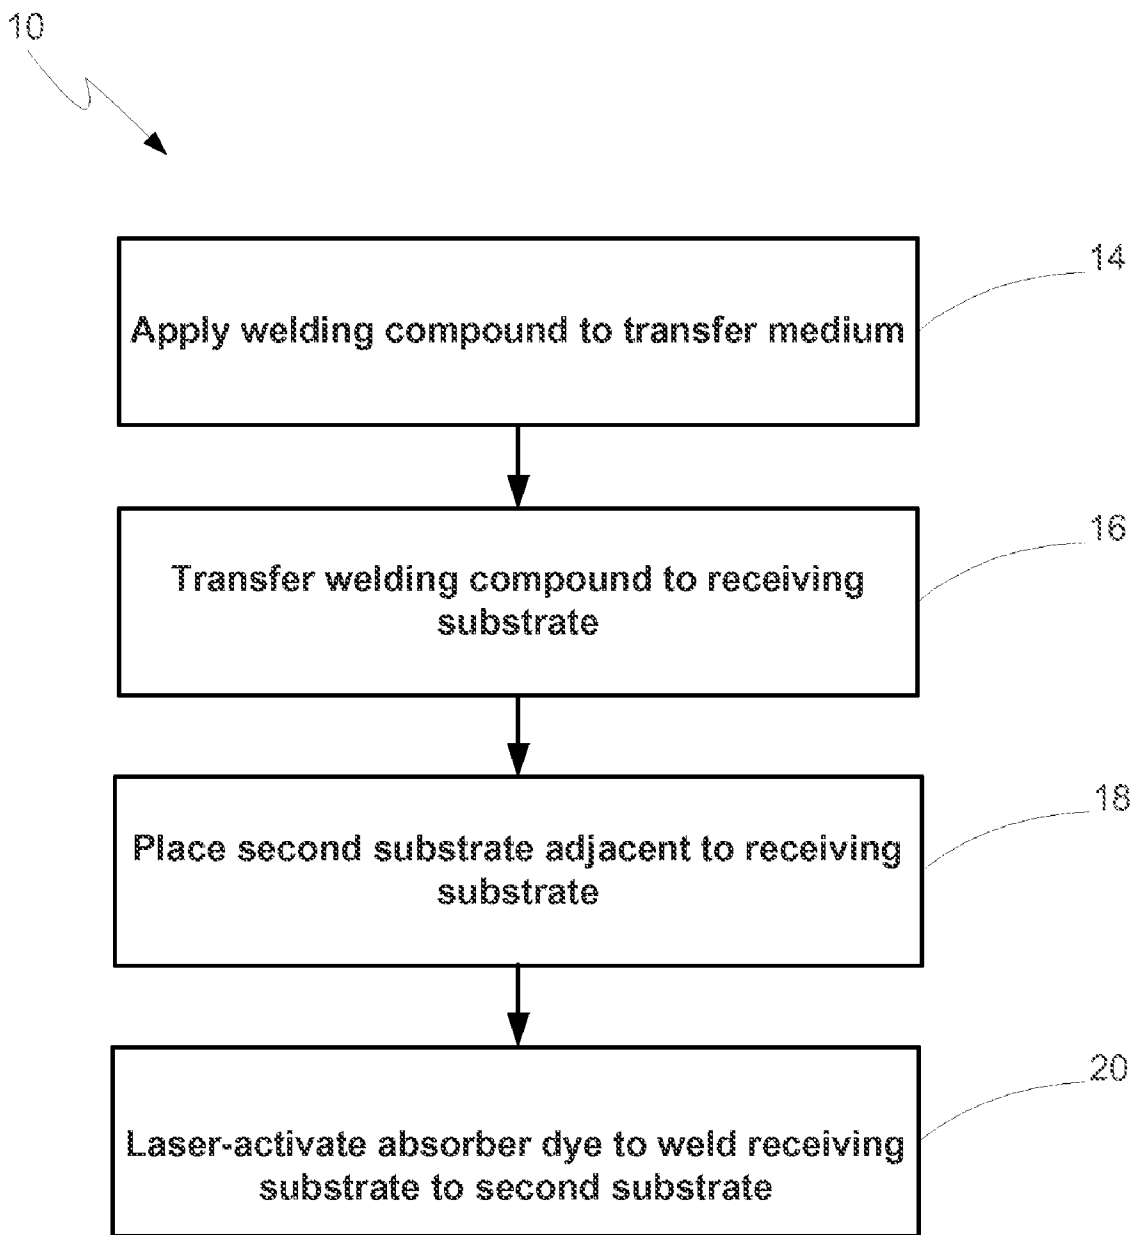 10
14
Apply welding compound to transfer medium
16
Transfer welding compound to receiving
substrate
18
Place second substrate adjacent to receiving
substrate
20
Laser-activate absorber dye to weld receiving
substrate to second substrate